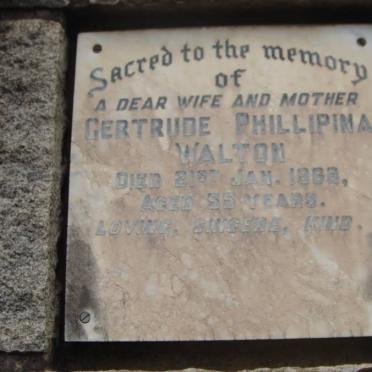 Sacred to the memory
of
A DEAR WIFE AND MOTHER
GERTRUDE PHILLIPINA
WALTON
DIED 21ST JAN. 1968,
AGED 59 YEARS.
LOVING, SINCERE, KIND.